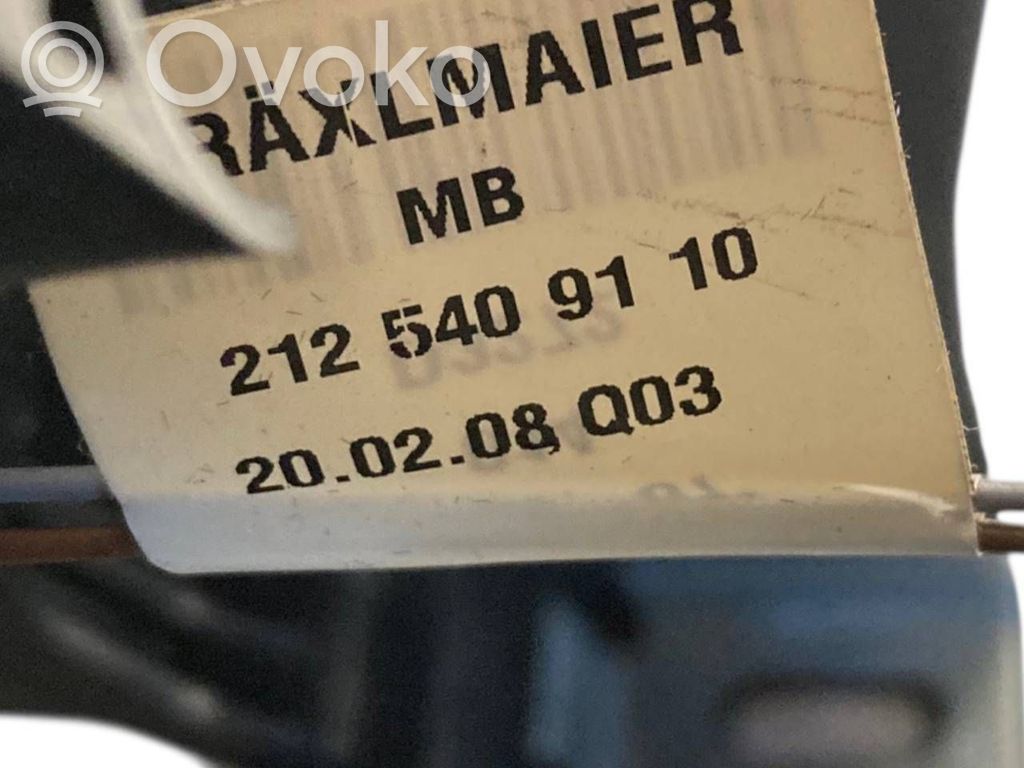 Ovoko
RÄXLMAIER
MB
212 540 91 10
20.02.08 Q03